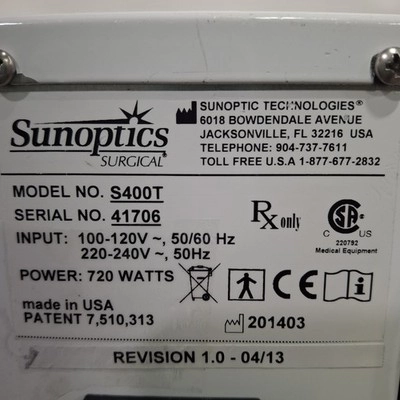 Sunoptics
SURGICAL®
SUNOPTIC TECHNOLOGIES®
6018 BOWDENDALE AVENUE
JACKSONVILLE, FL 32216 USA
TELEPHONE: 904-737-7611
TOLL FREE U.S.A 1-877-677-2832
MODEL NO. S400T
SERIAL NO. 41706
INPUT: 100-120V ~, 50/60 Hz
220-240V ~, 50Hz
POWER: 720 WATTS
Rx only
CSA
C US
220792
Medical Equipment
CE
i
made in USA
PATENT 7,510,313
201403
REVISION 1.0 - 04/13